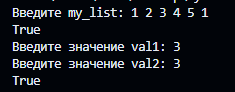 Введите my_list: 1 2 3 4 5 1
True
Введите значение val1: 3
Введите значение val2: 3
True